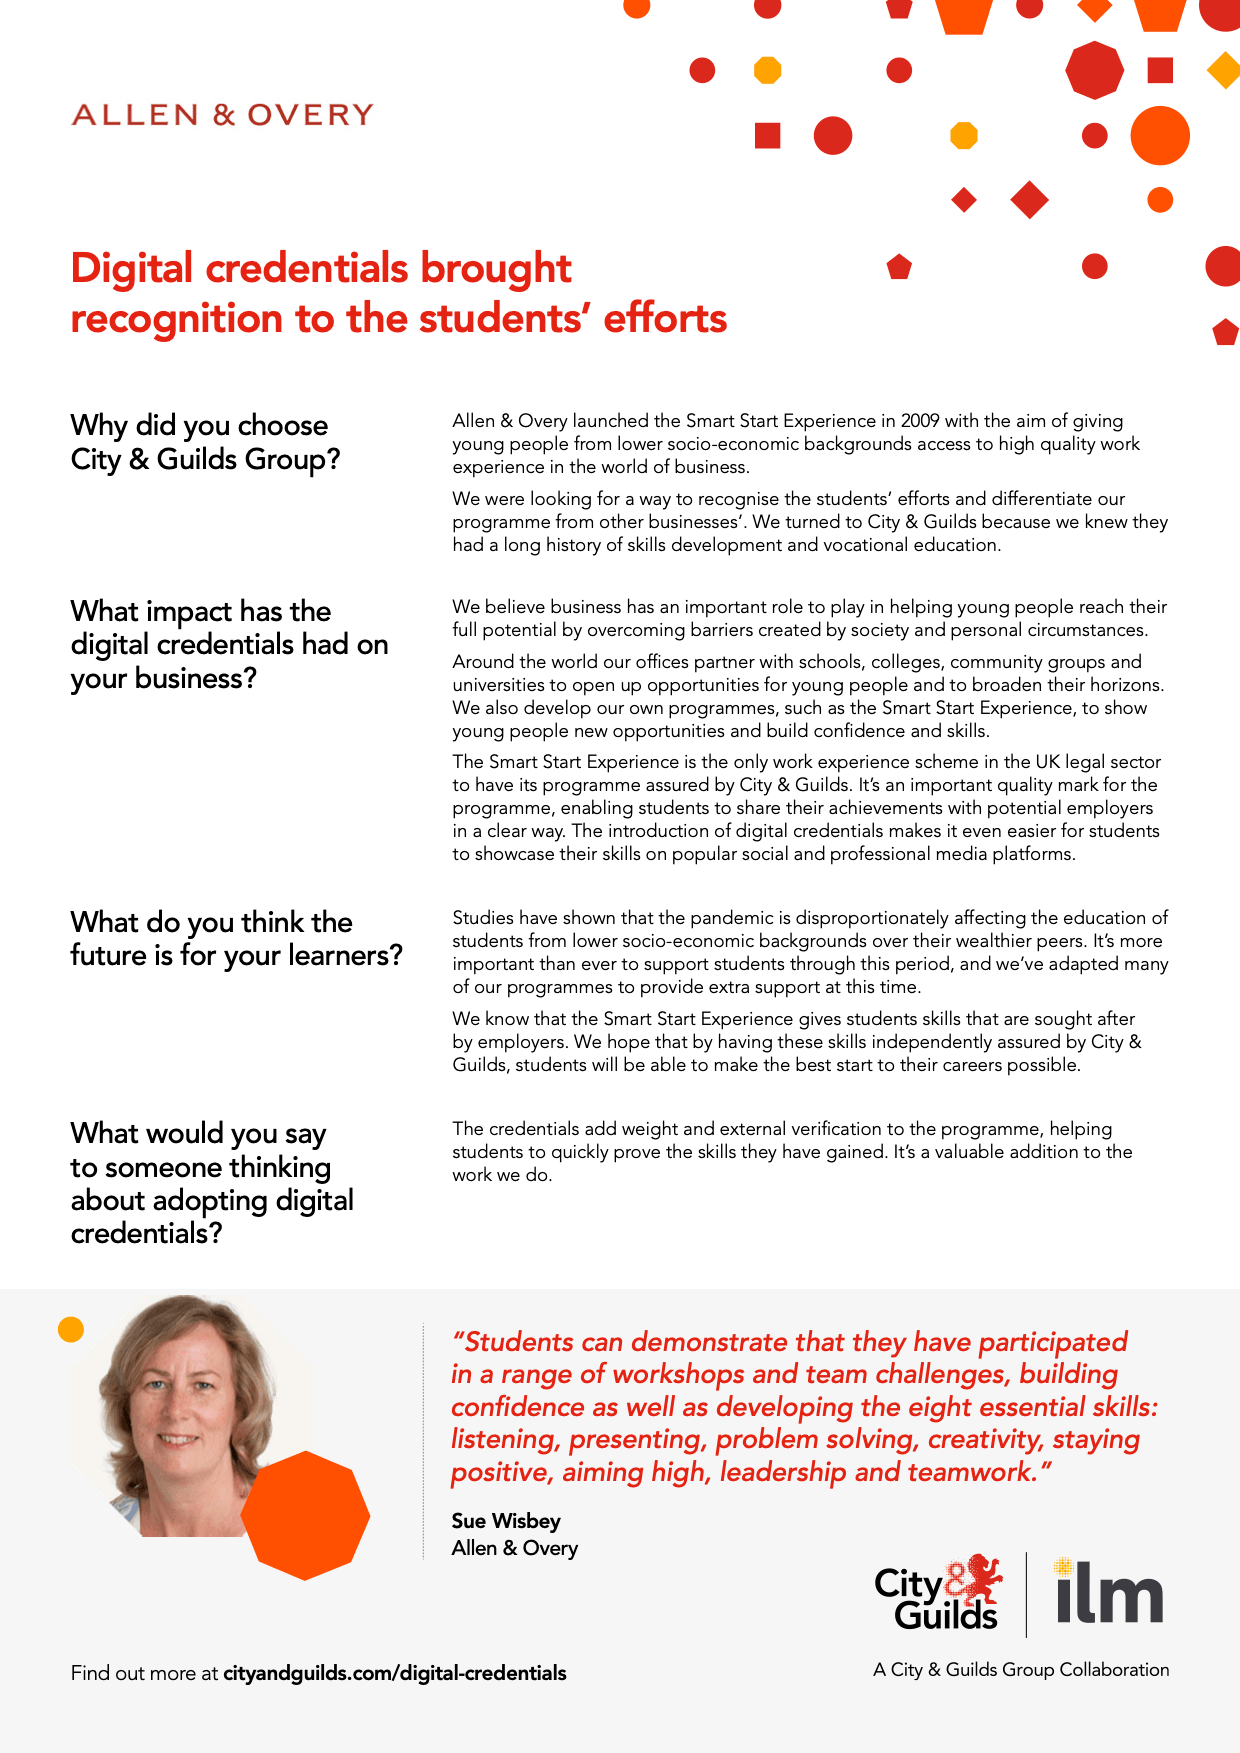 ALLEN & OVERY
Digital credentials brought
recognition to the students’ efforts
Why did you choose
City & Guilds Group?
Allen & Overy launched the Smart Start Experience in 2009 with the aim of giving
young people from lower socio-economic backgrounds access to high quality work
experience in the world of business.
We were looking for a way to recognise the students’ efforts and differentiate our
programme from other businesses’. We turned to City & Guilds because we knew they
had a long history of skills development and vocational education.
What impact has the
digital credentials had on
your business?
We believe business has an important role to play in helping young people reach their
full potential by overcoming barriers created by society and personal circumstances.
Around the world our offices partner with schools, colleges, community groups and
universities to open up opportunities for young people and to broaden their horizons.
We also develop our own programmes, such as the Smart Start Experience, to show
young people new opportunities and build confidence and skills.
The Smart Start Experience is the only work experience scheme in the UK legal sector
to have its programme assured by City & Guilds. It’s an important quality mark for the
programme, enabling students to share their achievements with potential employers
in a clear way. The introduction of digital credentials makes it even easier for students
to showcase their skills on popular social and professional media platforms.
What do you think the
future is for your learners?
Studies have shown that the pandemic is disproportionately affecting the education of
students from lower socio-economic backgrounds over their wealthier peers. It’s more
important than ever to support students through this period, and we’ve adapted many
of our programmes to provide extra support at this time.
We know that the Smart Start Experience gives students skills that are sought after
by employers. We hope that by having these skills independently assured by City &
Guilds, students will be able to make the best start to their careers possible.
What would you say
to someone thinking
about adopting digital
credentials?
The credentials add weight and external verification to the programme, helping
students to quickly prove the skills they have gained. It’s a valuable addition to the
work we do.
“Students can demonstrate that they have participated
in a range of workshops and team challenges, building
confidence as well as developing the eight essential skills:
listening, presenting, problem solving, creativity, staying
positive, aiming high, leadership and teamwork.”
Sue Wisbey
Allen & Overy
City &
Guilds
ilm
Find out more at cityandguilds.com/digital-credentials
A City & Guilds Group Collaboration